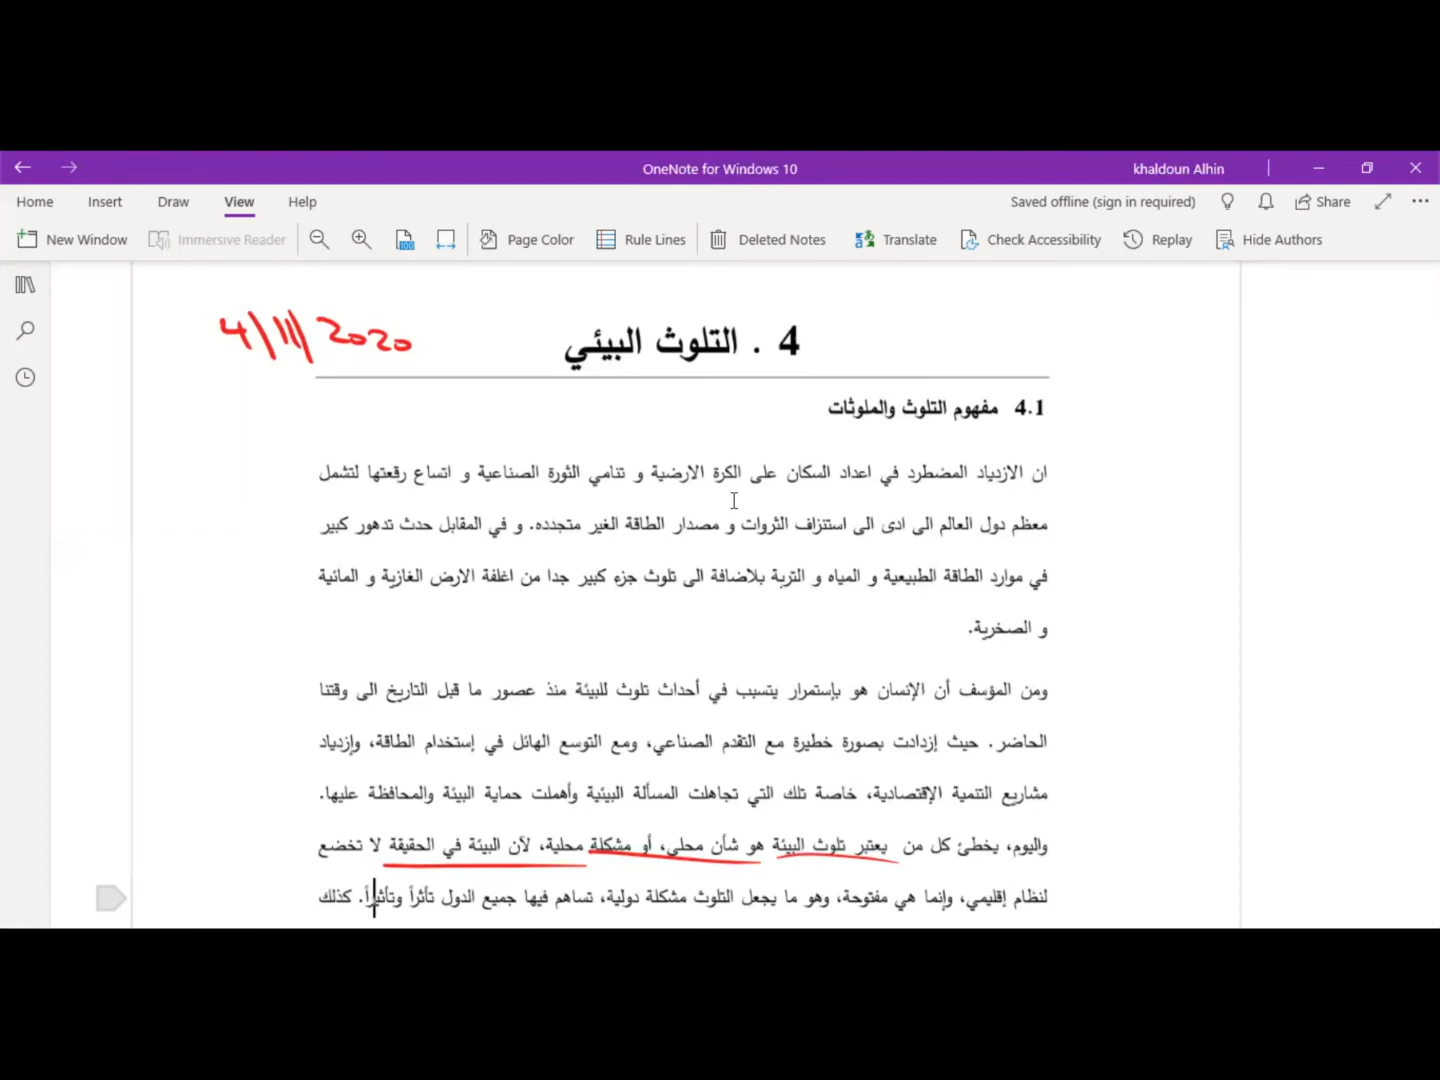 OneNote for Windows 10
khaldoun Alhin
Home Insert Draw View Help
Saved offline (sign in required) Share
New Window Immersive Reader 100 Page Color Rule Lines Deleted Notes Translate Check Accessibility Replay Hide Authors
4/11/2020
4 . التلوث البيئي
4.1 مفهوم التلوث والملوثات
ان الازدياد المضطرد في اعداد السكان على الكرة الارضية و تنامي الثورة الصناعية و اتساع رقعتها لتشمل
معظم دول العالم الى ادى الى استنزاف الثروات و مصدار الطاقة الغير متجدده. و في المقابل حدث تدهور كبير
في موارد الطاقة الطبيعية و المياه و التربة بلاضافة الى تلوث جزء كبير جدا من اغلفة الارض الغازية و المائية
و الصخرية.
ومن المؤسف أن الإنسان هو بإستمرار يتسبب في أحداث تلوث للبيئة منذ عصور ما قبل التاريخ الى وقتنا
الحاضر. حيث إزدادت بصورة خطيرة مع التقدم الصناعي، ومع التوسع الهائل في إستخدام الطاقة، وإزدياد
مشاريع التنمية الإقتصادية، خاصة تلك التي تجاهلت المسألة البيئية وأهملت حماية البيئة والمحافظة عليها.
واليوم، يخطئ كل من يعتبر تلوث البيئة هو شأن محلي، أو مشكلة محلية، لآن البيئة في الحقيقة لا تخضع
لنظام إقليمي، وإنما هي مفتوحة، وهو ما يجعل التلوث مشكلة دولية، تساهم فيها جميع الدول تأثراً وتأثيراً. كذلك